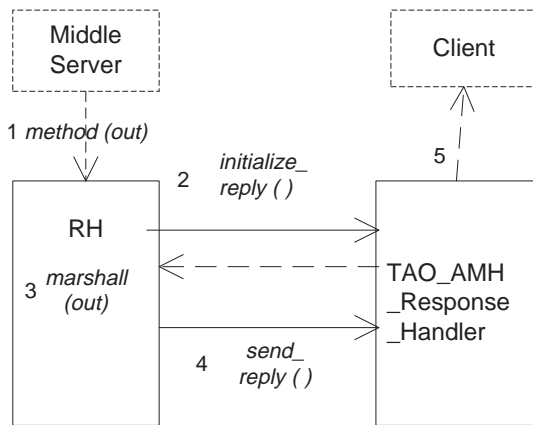 Middle
Server
Client
1 method (out)
5
2 initialize_
reply ( )
RH
3 marshall
(out)
TAO_AMH
_Response
_Handler
4 send_
reply ( )